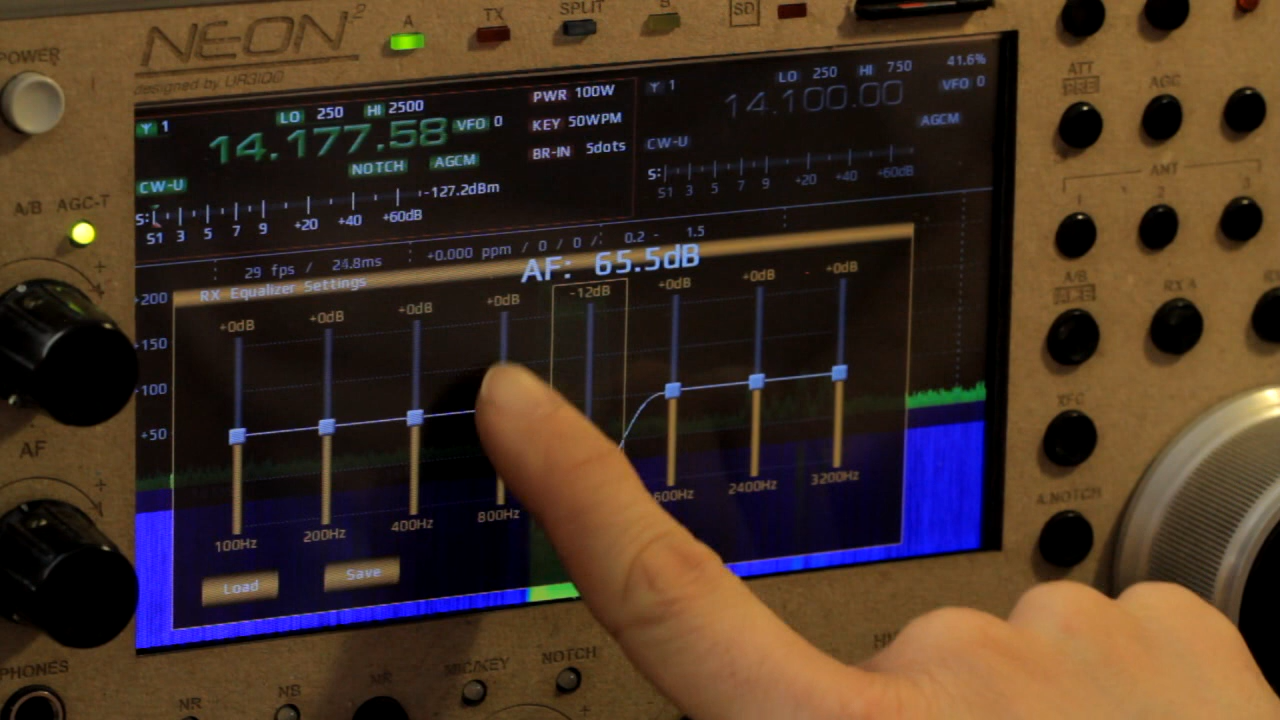 NEON²
designed by UR3IQO
POWER
A
TX
SPLIT
SD
A/B AGC-T
AF
PHONES
Y 1
LO 250 HI 2500
14.177.58
VFO 0
PWR 100W
KEY 50WPM
BR-IN 5dots
NOTCH AGCM
CW-U
S:
-127.2dBm
S1 3 5 7 9 +20 +40 +60dB
Y 1
LO 250 HI 750
41.6%
14.100.00
VFO 0
AGCM
CW-U
S:
S1 3 5 7 9 +20 +40 +60dB
29 fps / 24.8ms +0.000 ppm / 0 / 0 / 0.2 - 1.5
AF: 65.5dB
+200
+150
+100
+50
RX Equalizer Settings
+0dB +0dB +0dB +0dB -12dB +0dB +0dB +0dB
100Hz 200Hz 400Hz 800Hz 600Hz 2400Hz 3200Hz
Load Save
ATT
PRE
AGC
ANT
1 2 3
A/B
RX A
XFC
A.NOTCH
NR
NB
MIC/KEY
NOTCH